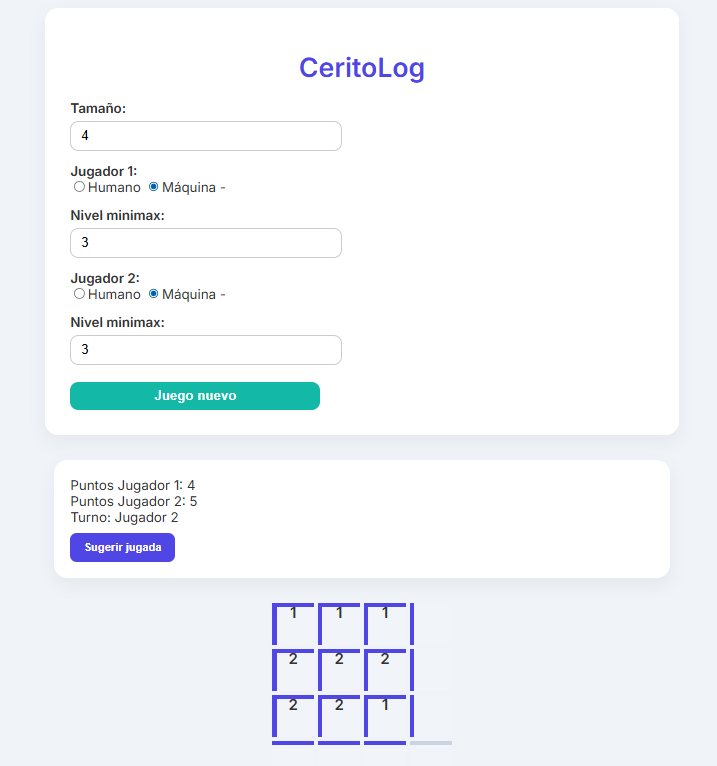 CeritoLog
Tamaño:
4
Jugador 1:
Humano Máquina -
Nivel minimax:
3
Jugador 2:
Humano Máquina -
Nivel minimax:
3
Juego nuevo
Puntos Jugador 1: 4
Puntos Jugador 2: 5
Turno: Jugador 2
Sugerir jugada
1 1 1
2 2 2
2 2 1